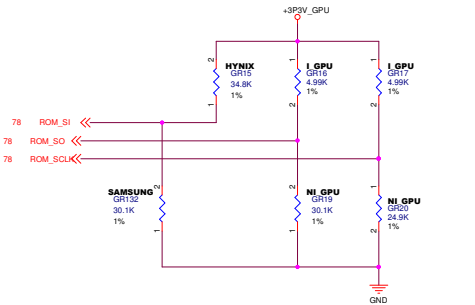 +3P3V_GPU
2
HYNIX
GR15
34.8K
1%
1
1
I_GPU
GR16
4.99K
1%
2
1
I_GPU
GR17
4.99K
1%
2
78 ROM_SI
78 ROM_SO
78 ROM_SCLK
SAMSUNG
GR132
30.1K
1%
2
1
2
NI_GPU
GR19
30.1K
1%
1
1
NI_GPU
GR20
24.9K
1%
2
GND